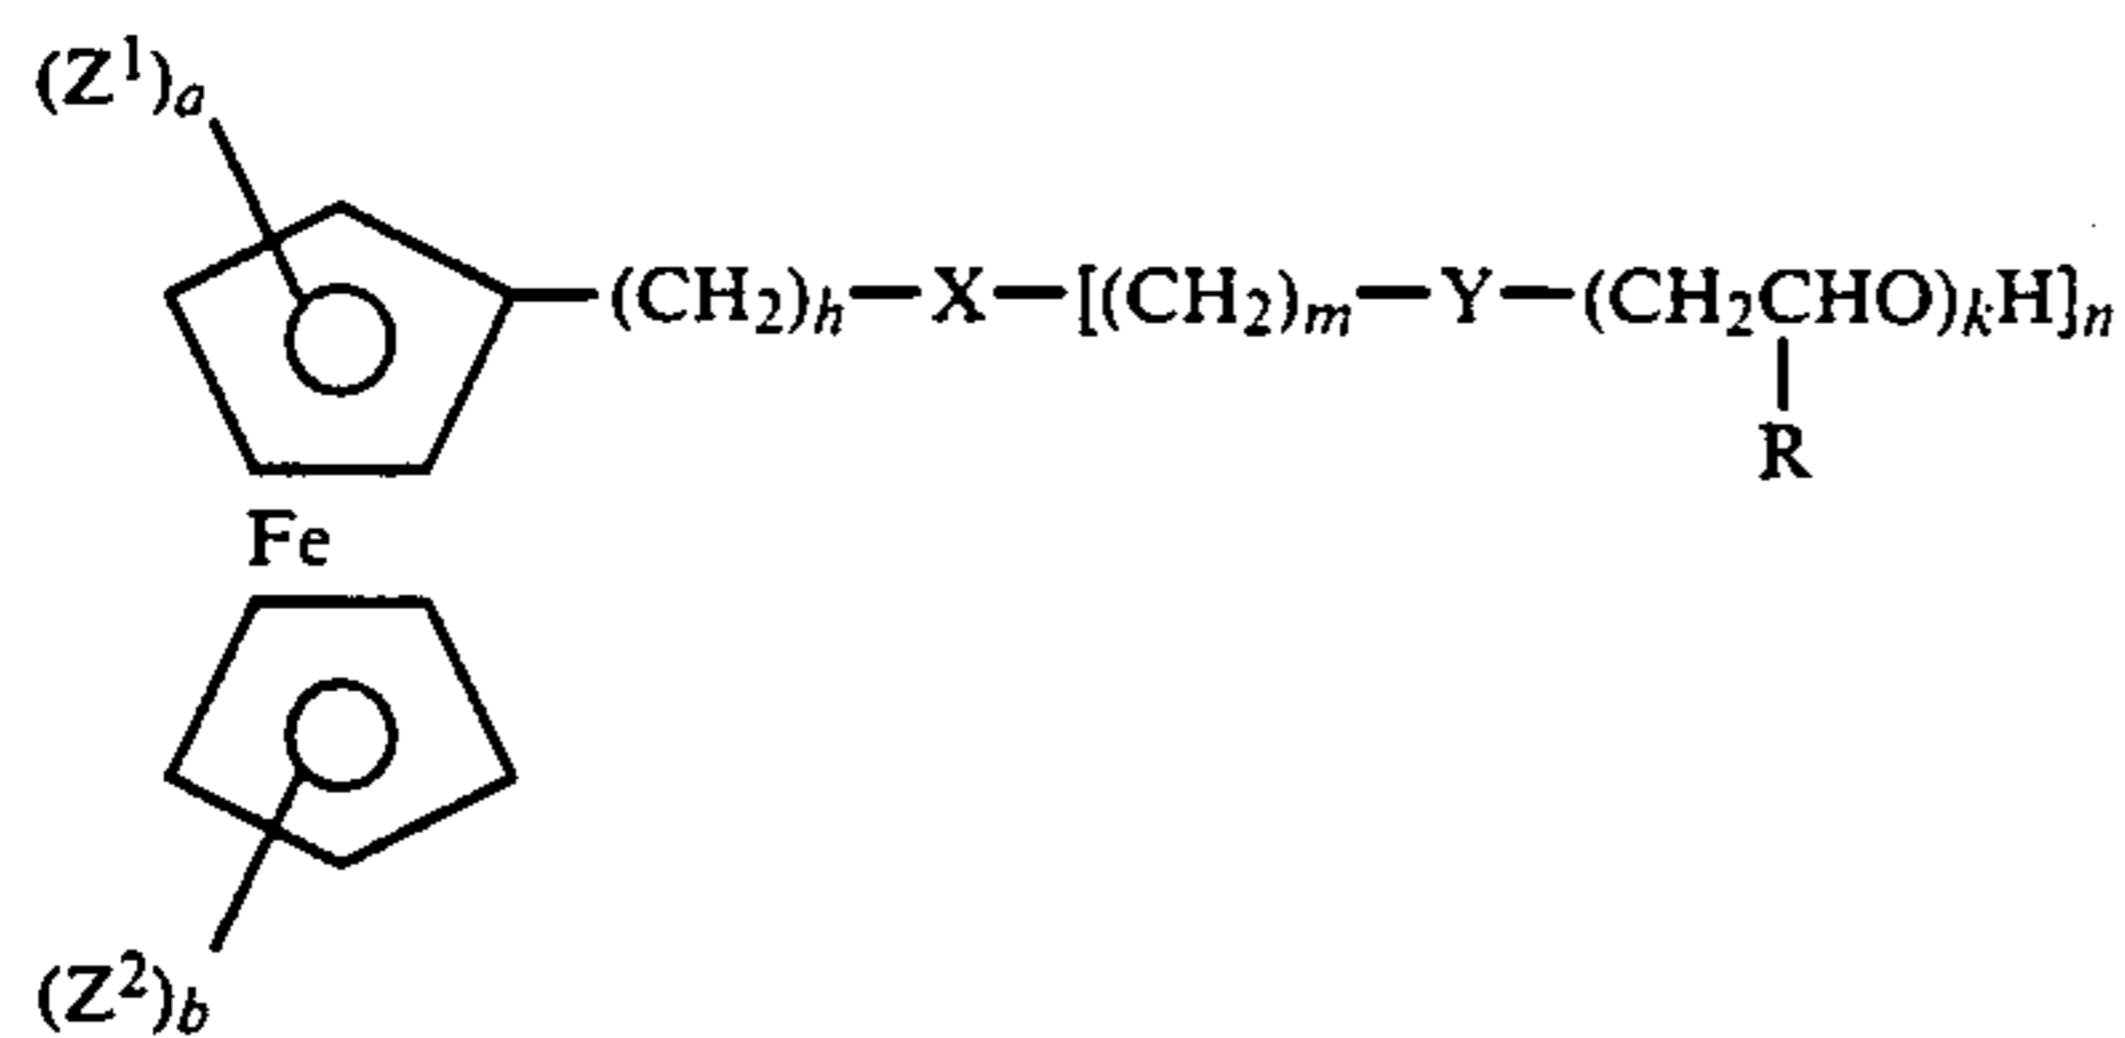 (Z¹)ₐ
(CH₂)ₕ—X—[(CH₂)ₘ—Y—(CH₂CHO)ₖH]ₙ
R
Fe
(Z²)b